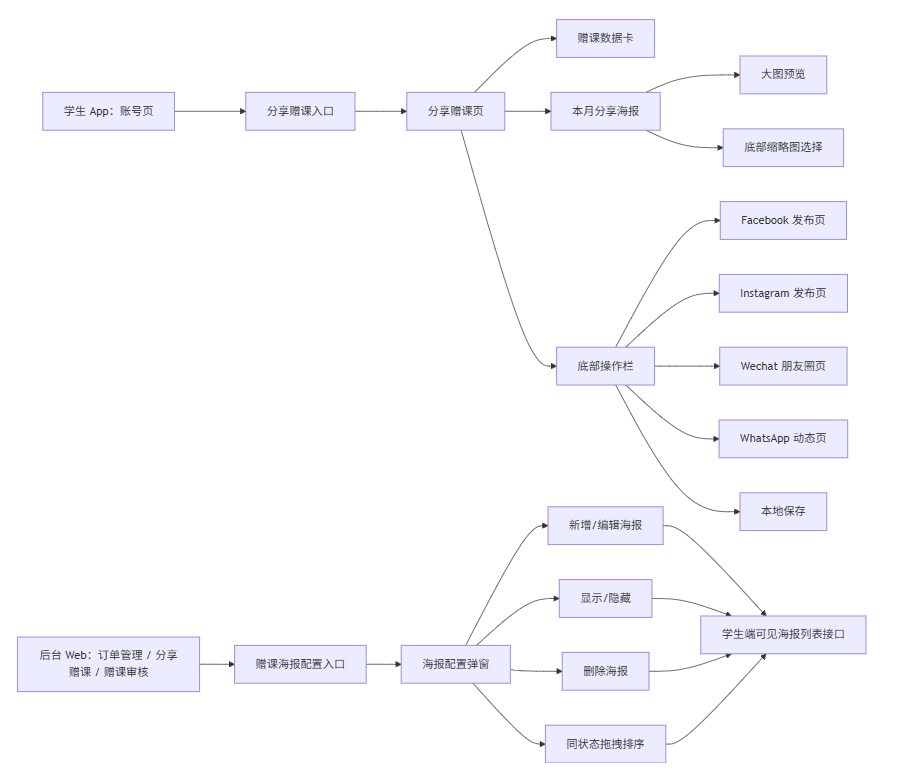 学生 App：账号页
分享赠课入口
分享赠课页
赠课数据卡
本月分享海报
大图预览
底部缩略图选择
底部操作栏
Facebook 发布页
Instagram 发布页
Wechat 朋友圈页
WhatsApp 动态页
本地保存
后台 Web：订单管理 / 分享
赠课 / 赠课审核
赠课海报配置入口
海报配置弹窗
新增/编辑海报
显示/隐藏
删除海报
同状态拖拽排序
学生端可见海报列表接口